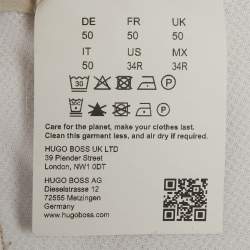 DE FR UK
50 50 50
IT US MX
50 34R 34R
30 P
P
Care for the planet, make your clothes last.
Clean this garment less, and air dry if required.
HUGO BOSS UK LTD
39 Plender Street
London, NW1 0DT
HUGO BOSS AG
Dieselstrasse 12
72555 Metzingen
Germany
www.hugoboss.com